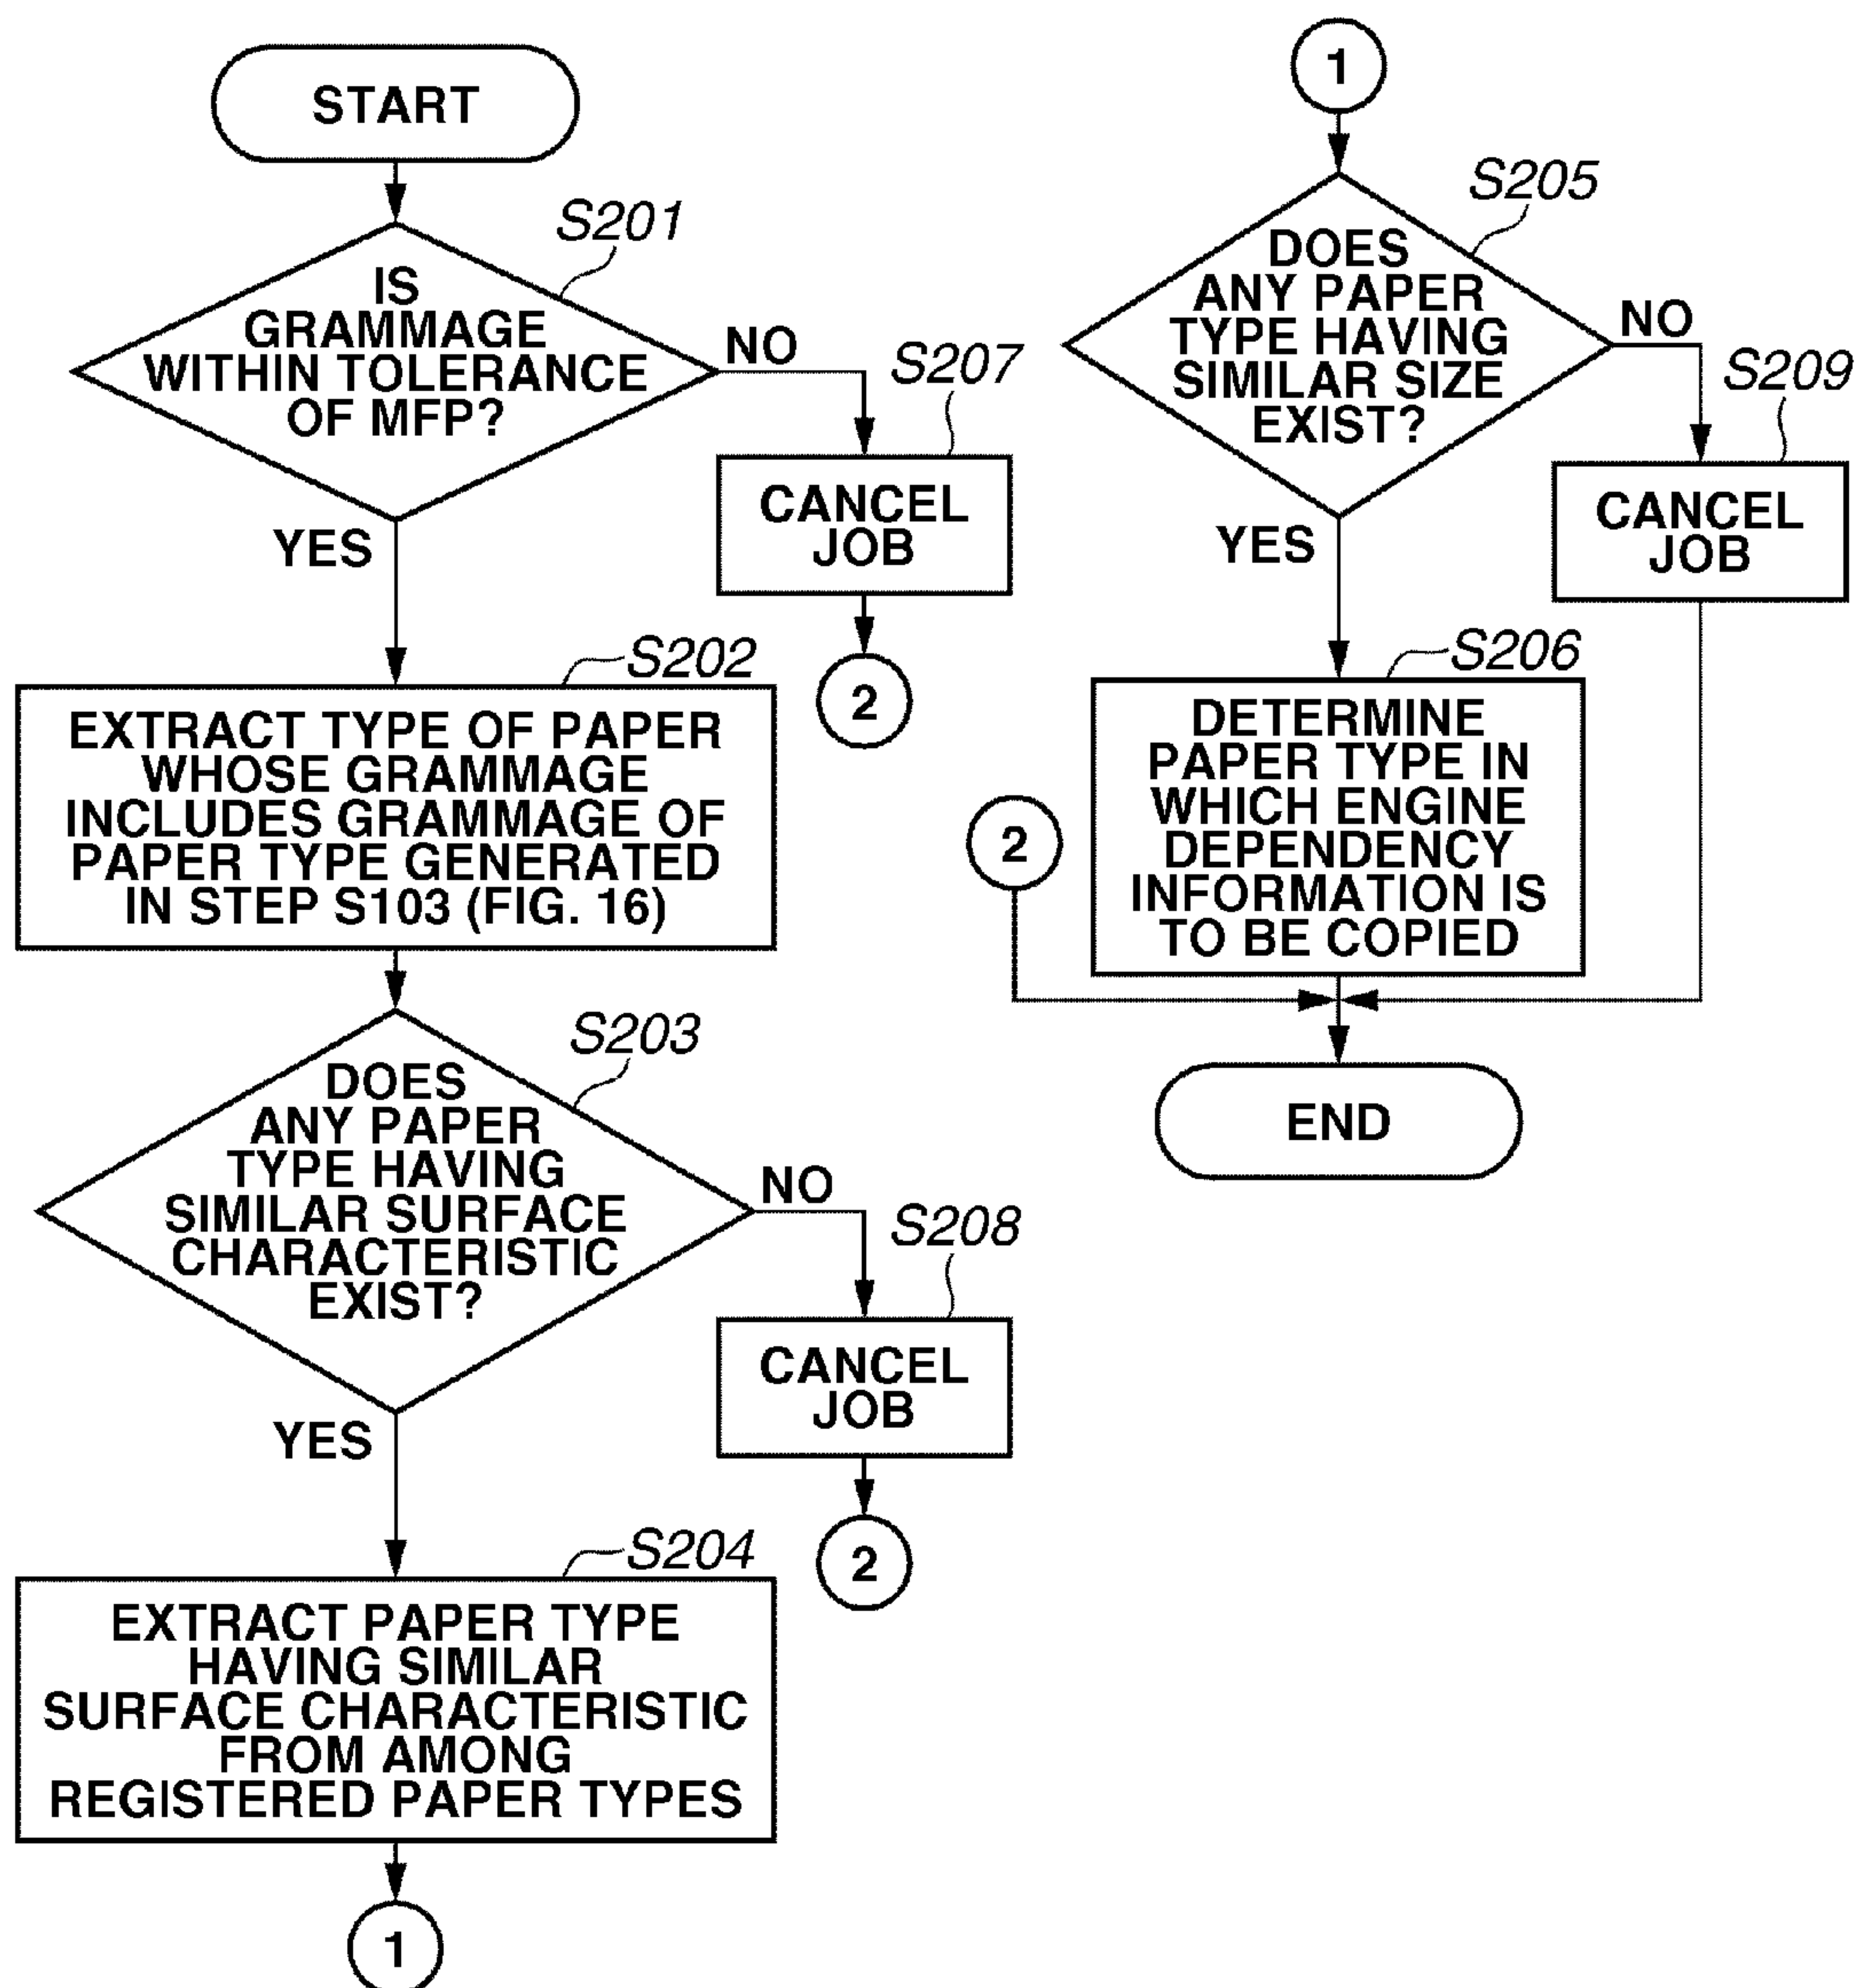 START
S201
IS
GRAMMAGE
WITHIN TOLERANCE
OF MFP?
NO
YES
S207
CANCEL
JOB
2
S202
EXTRACT TYPE OF PAPER
WHOSE GRAMMAGE
INCLUDES GRAMMAGE OF
PAPER TYPE GENERATED
IN STEP S103 (FIG. 16)
S203
DOES
ANY PAPER
TYPE HAVING
SIMILAR SURFACE
CHARACTERISTIC
EXIST?
NO
YES
S208
CANCEL
JOB
2
S204
EXTRACT PAPER TYPE
HAVING SIMILAR
SURFACE CHARACTERISTIC
FROM AMONG
REGISTERED PAPER TYPES
1
1
S205
DOES
ANY PAPER
TYPE HAVING
SIMILAR SIZE
EXIST?
NO
YES
S209
CANCEL
JOB
S206
DETERMINE
PAPER TYPE IN
WHICH ENGINE
DEPENDENCY
INFORMATION IS
TO BE COPIED
2
END